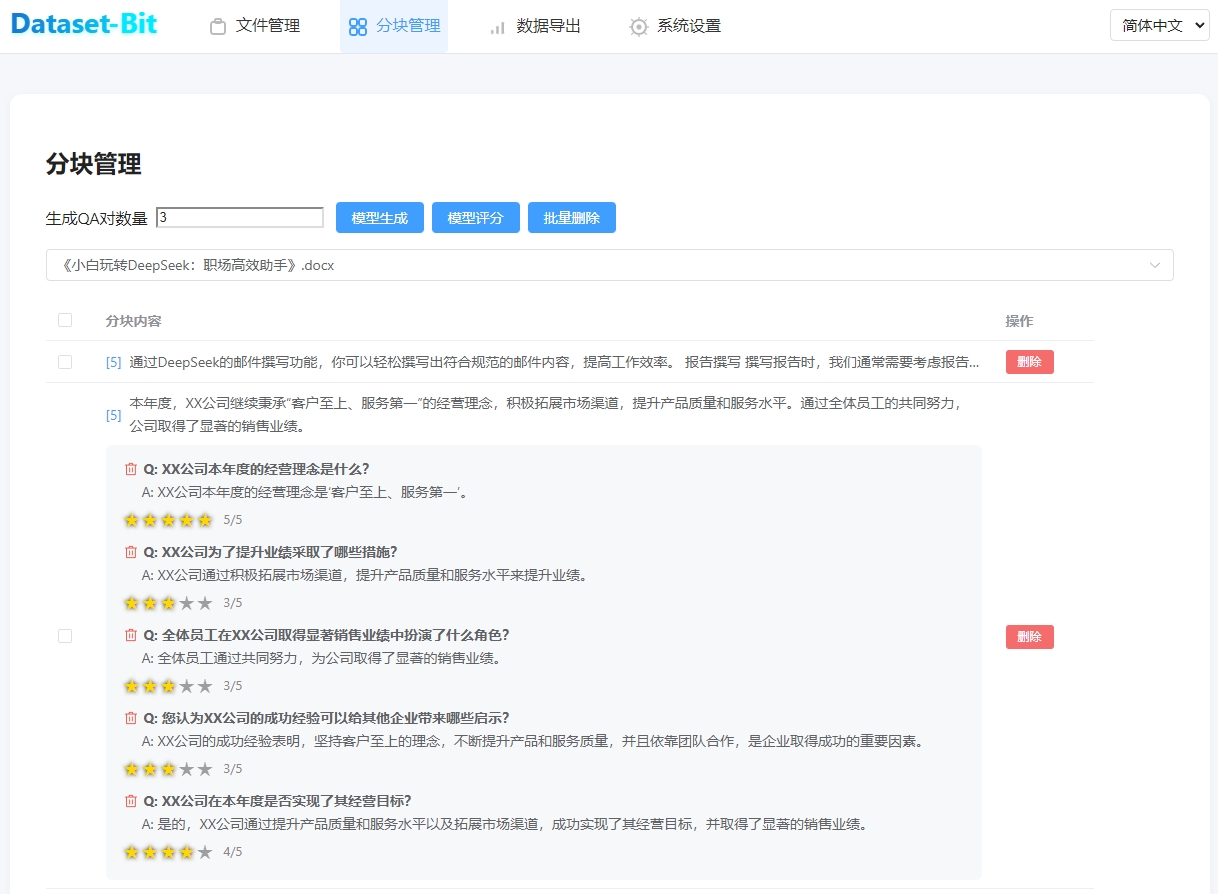 Dataset-Bit 文件管理 分块管理 数据导出 系统设置 简体中文
分块管理
生成QA对数量 3 模型生成 模型评分 批量删除
《小白玩转DeepSeek：职场高效助手》.docx
分块内容 操作
[5] 通过DeepSeek的邮件撰写功能，你可以轻松撰写出符合规范的邮件内容，提高工作效率。 报告撰写 撰写报告时，我们通常需要考虑报告... 删除
[5] 本年度，XX公司继续秉承“客户至上、服务第一”的经营理念，积极拓展市场渠道，提升产品质量和服务水平。通过全体员工的共同努力，
公司取得了显著的销售业绩。
Q: XX公司本年度的经营理念是什么？
A: XX公司本年度的经营理念是‘客户至上、服务第一’。
5/5
Q: XX公司为了提升业绩采取了哪些措施？
A: XX公司通过积极拓展市场渠道，提升产品质量和服务水平来提升业绩。
3/5
Q: 全体员工在XX公司取得显著销售业绩中扮演了什么角色？
删除
A: 全体员工通过共同努力，为公司取得了显著的销售业绩。
3/5
Q: 您认为XX公司的成功经验可以给其他企业带来哪些启示？
A: XX公司的成功经验表明，坚持客户至上的理念，不断提升产品和服务质量，并且依靠团队合作，是企业取得成功的重要因素。
3/5
Q: XX公司在本年度是否实现了其经营目标？
A: 是的，XX公司通过提升产品质量和服务水平以及拓展市场渠道，成功实现了其经营目标，并取得了显著的销售业绩。
4/5